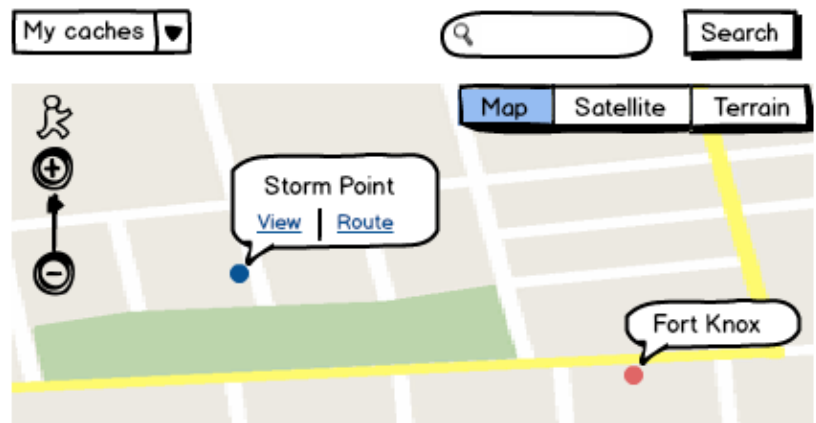 My caches
Search
Map Satellite Terrain
Storm Point
View | Route
Fort Knox